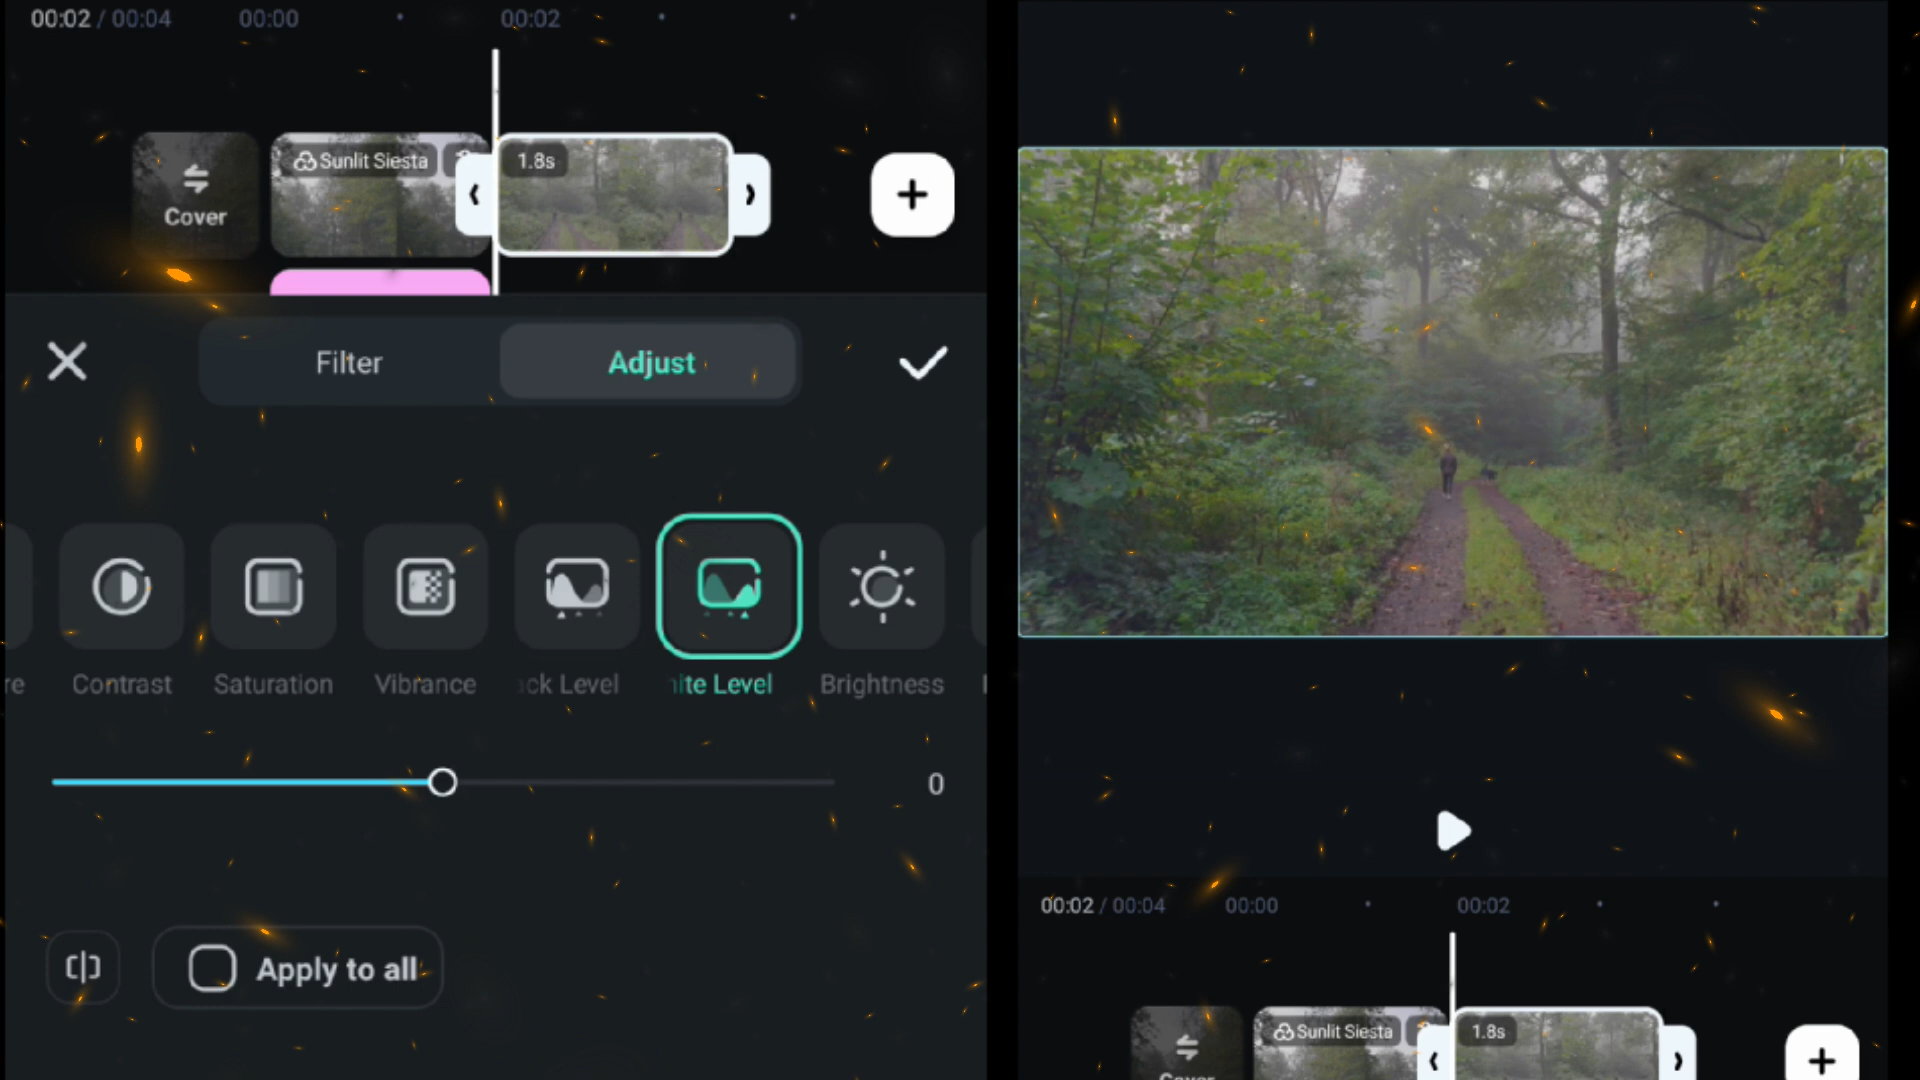 00:02 / 00:04 00:00 00:02
Sunlit Siesta
1.8s
Cover
Filter
Adjust
re
Contrast
Saturation
Vibrance
ck Level
ite Level
Brightness
0
Apply to all
00:02 / 00:04 00:00 00:02
Sunlit Siesta
1.8s
Cover